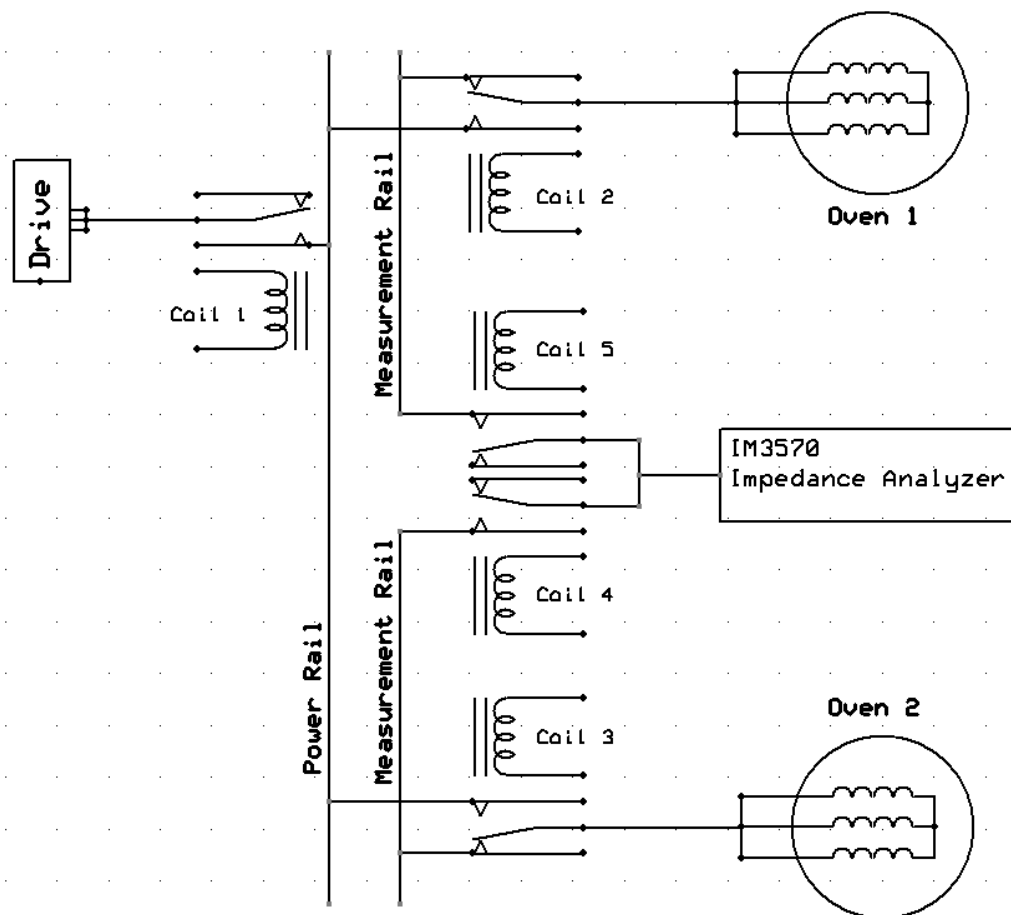 Drive
Coil 1
Power Rail
Measurement Rail
Measurement Rail
Coil 2
Oven 1
Coil 5
IM3570
Impedance Analyzer
Coil 4
Coil 3
Oven 2